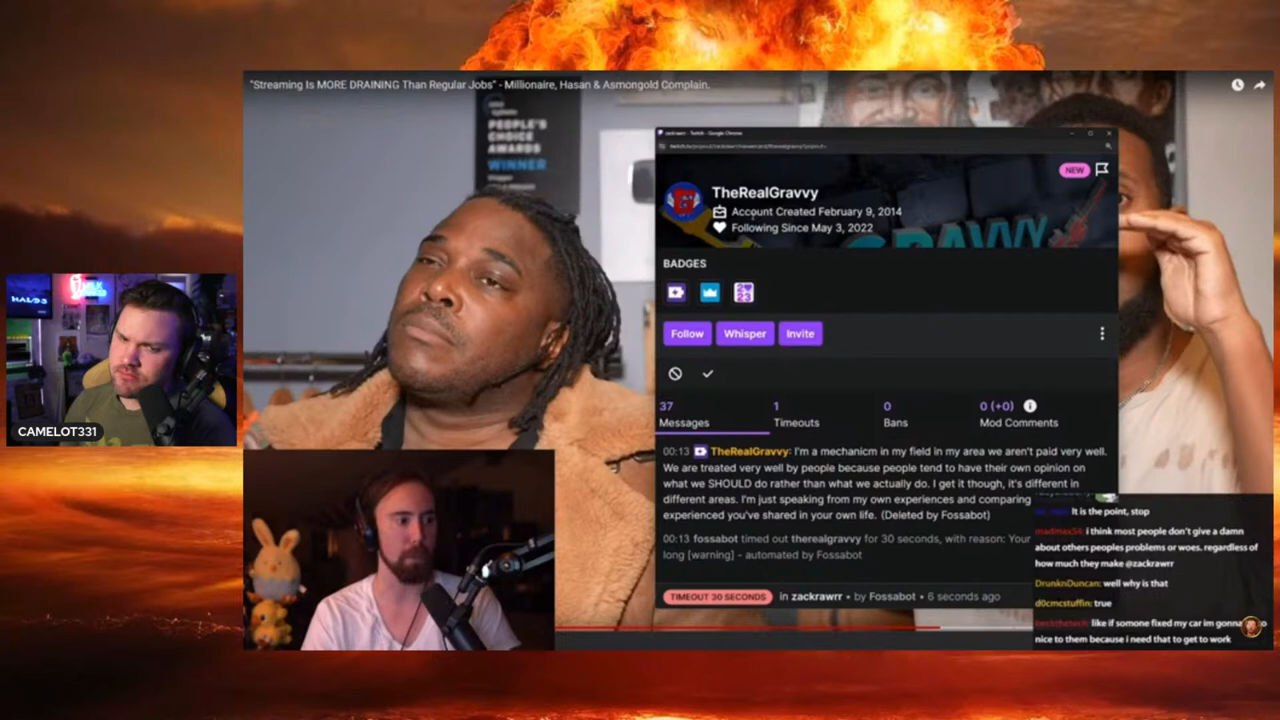 "Streaming Is MORE DRAINING Than Regular Jobs" - Millionaire, Hasan & Asmongold Complain.
PEOPLE'S
CHOICE
AWARDS
WINNER
zackrawrr - Twitch - Google Chrome
NEW
TheRealGravvy
Account Created February 9, 2014
Following Since May 3, 2022
GRAVVY
BADGES
Follow
Whisper
Invite
37
Messages
1
Timeouts
0
Bans
0 (+0)
Mod Comments
00:13 TheRealGravvy: I'm a mechanicm in my field in my area we aren't paid very well.
We are treated very well by people because people tend to have their own opinion on
what we SHOULD do rather than what we actually do. I get it though, it's different in
different areas. I'm just speaking from my own experiences and comparing
experienced you've shared in your own life. (Deleted by Fossabot)
00:13 fossabot timed out therealgravvy for 30 seconds, with reason: Your
long [warning] - automated by Fossabot
TIMEOUT 30 SECONDS in zackrawrr • by Fossabot • 6 seconds ago
It is the point, stop
madmax54: i think most people don't give a damn
about others peoples problems or woes. regardless of
how much they make @zackrawrr
DrunknDuncan: well why is that
d0cmcstuffin: true
like if somone fixed my car im gonna
nice to them because i need that to get to work
HALO 3
CAMELOT331